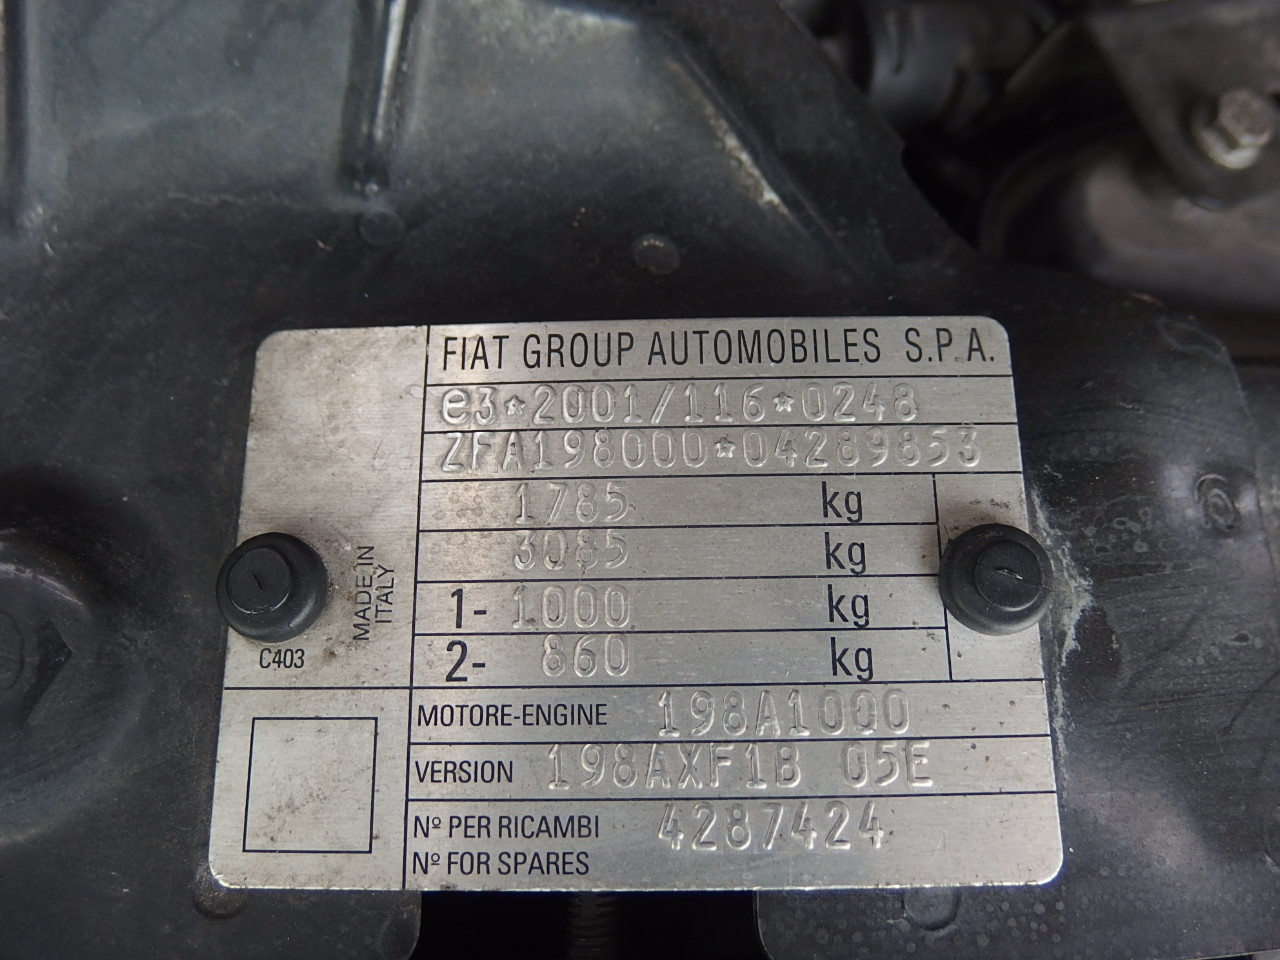 FIAT GROUP AUTOMOBILES S.P.A.
e3*2001/116*0248
ZFA198000*04289853
1785 kg
3085 kg
1- 1000 kg
2- 860 kg
MADE IN
ITALY
C403
MOTORE-ENGINE 198A1000
VERSION 198AXF1B 05E
Nº PER RICAMBI 4287424
Nº FOR SPARES